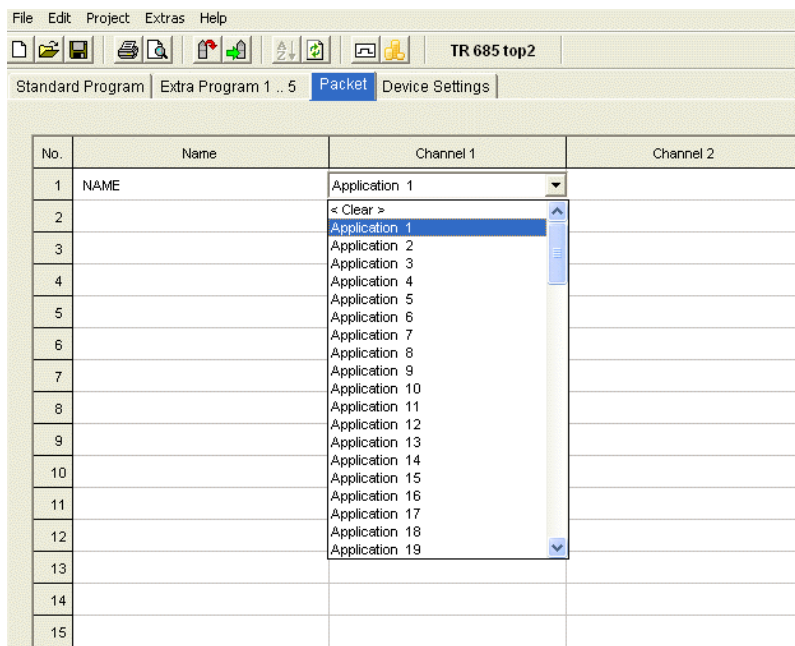 File Edit Project Extras Help
TR 685 top2
Standard Program Extra Program 1 .. 5 Packet Device Settings
No. Name Channel 1 Channel 2
1 NAME Application 1
2 < Clear >
Application 1
3 Application 2
Application 3
4 Application 4
5 Application 5
Application 6
6 Application 7
Application 8
7 Application 9
Application 10
8 Application 11
Application 12
9 Application 13
10 Application 14
Application 15
11 Application 16
Application 17
12 Application 18
Application 19
13
14
15